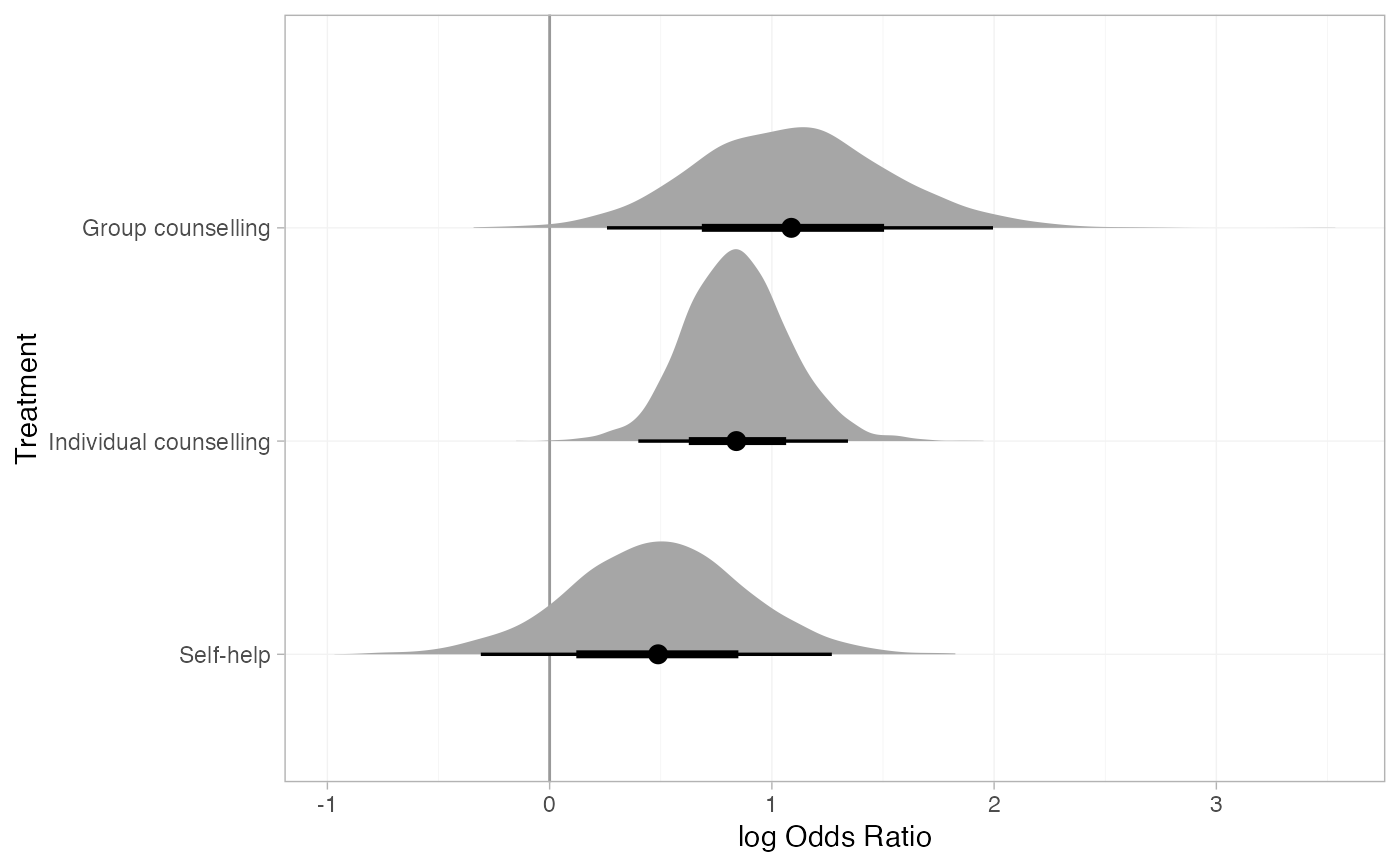 Treatment
Group counselling
Individual counselling
Self-help
-1 0 1 2 3
log Odds Ratio